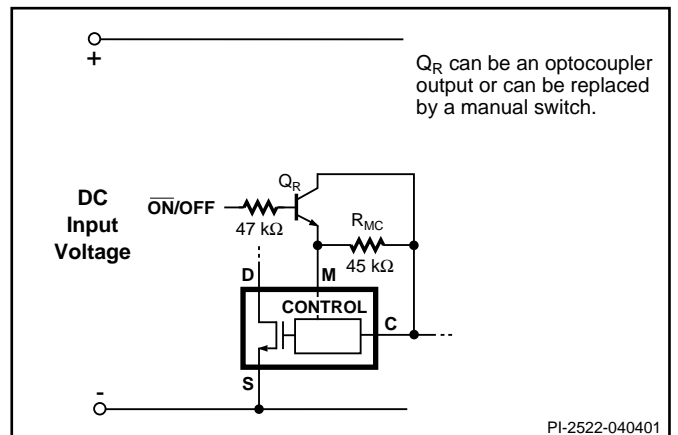 +
Q_R can be an optocoupler
output or can be replaced
by a manual switch.
Q_R
DC
Input
Voltage
O̅N̅/OFF
47 kΩ
R_MC
45 kΩ
D
M
CONTROL
C
S
-
PI-2522-040401